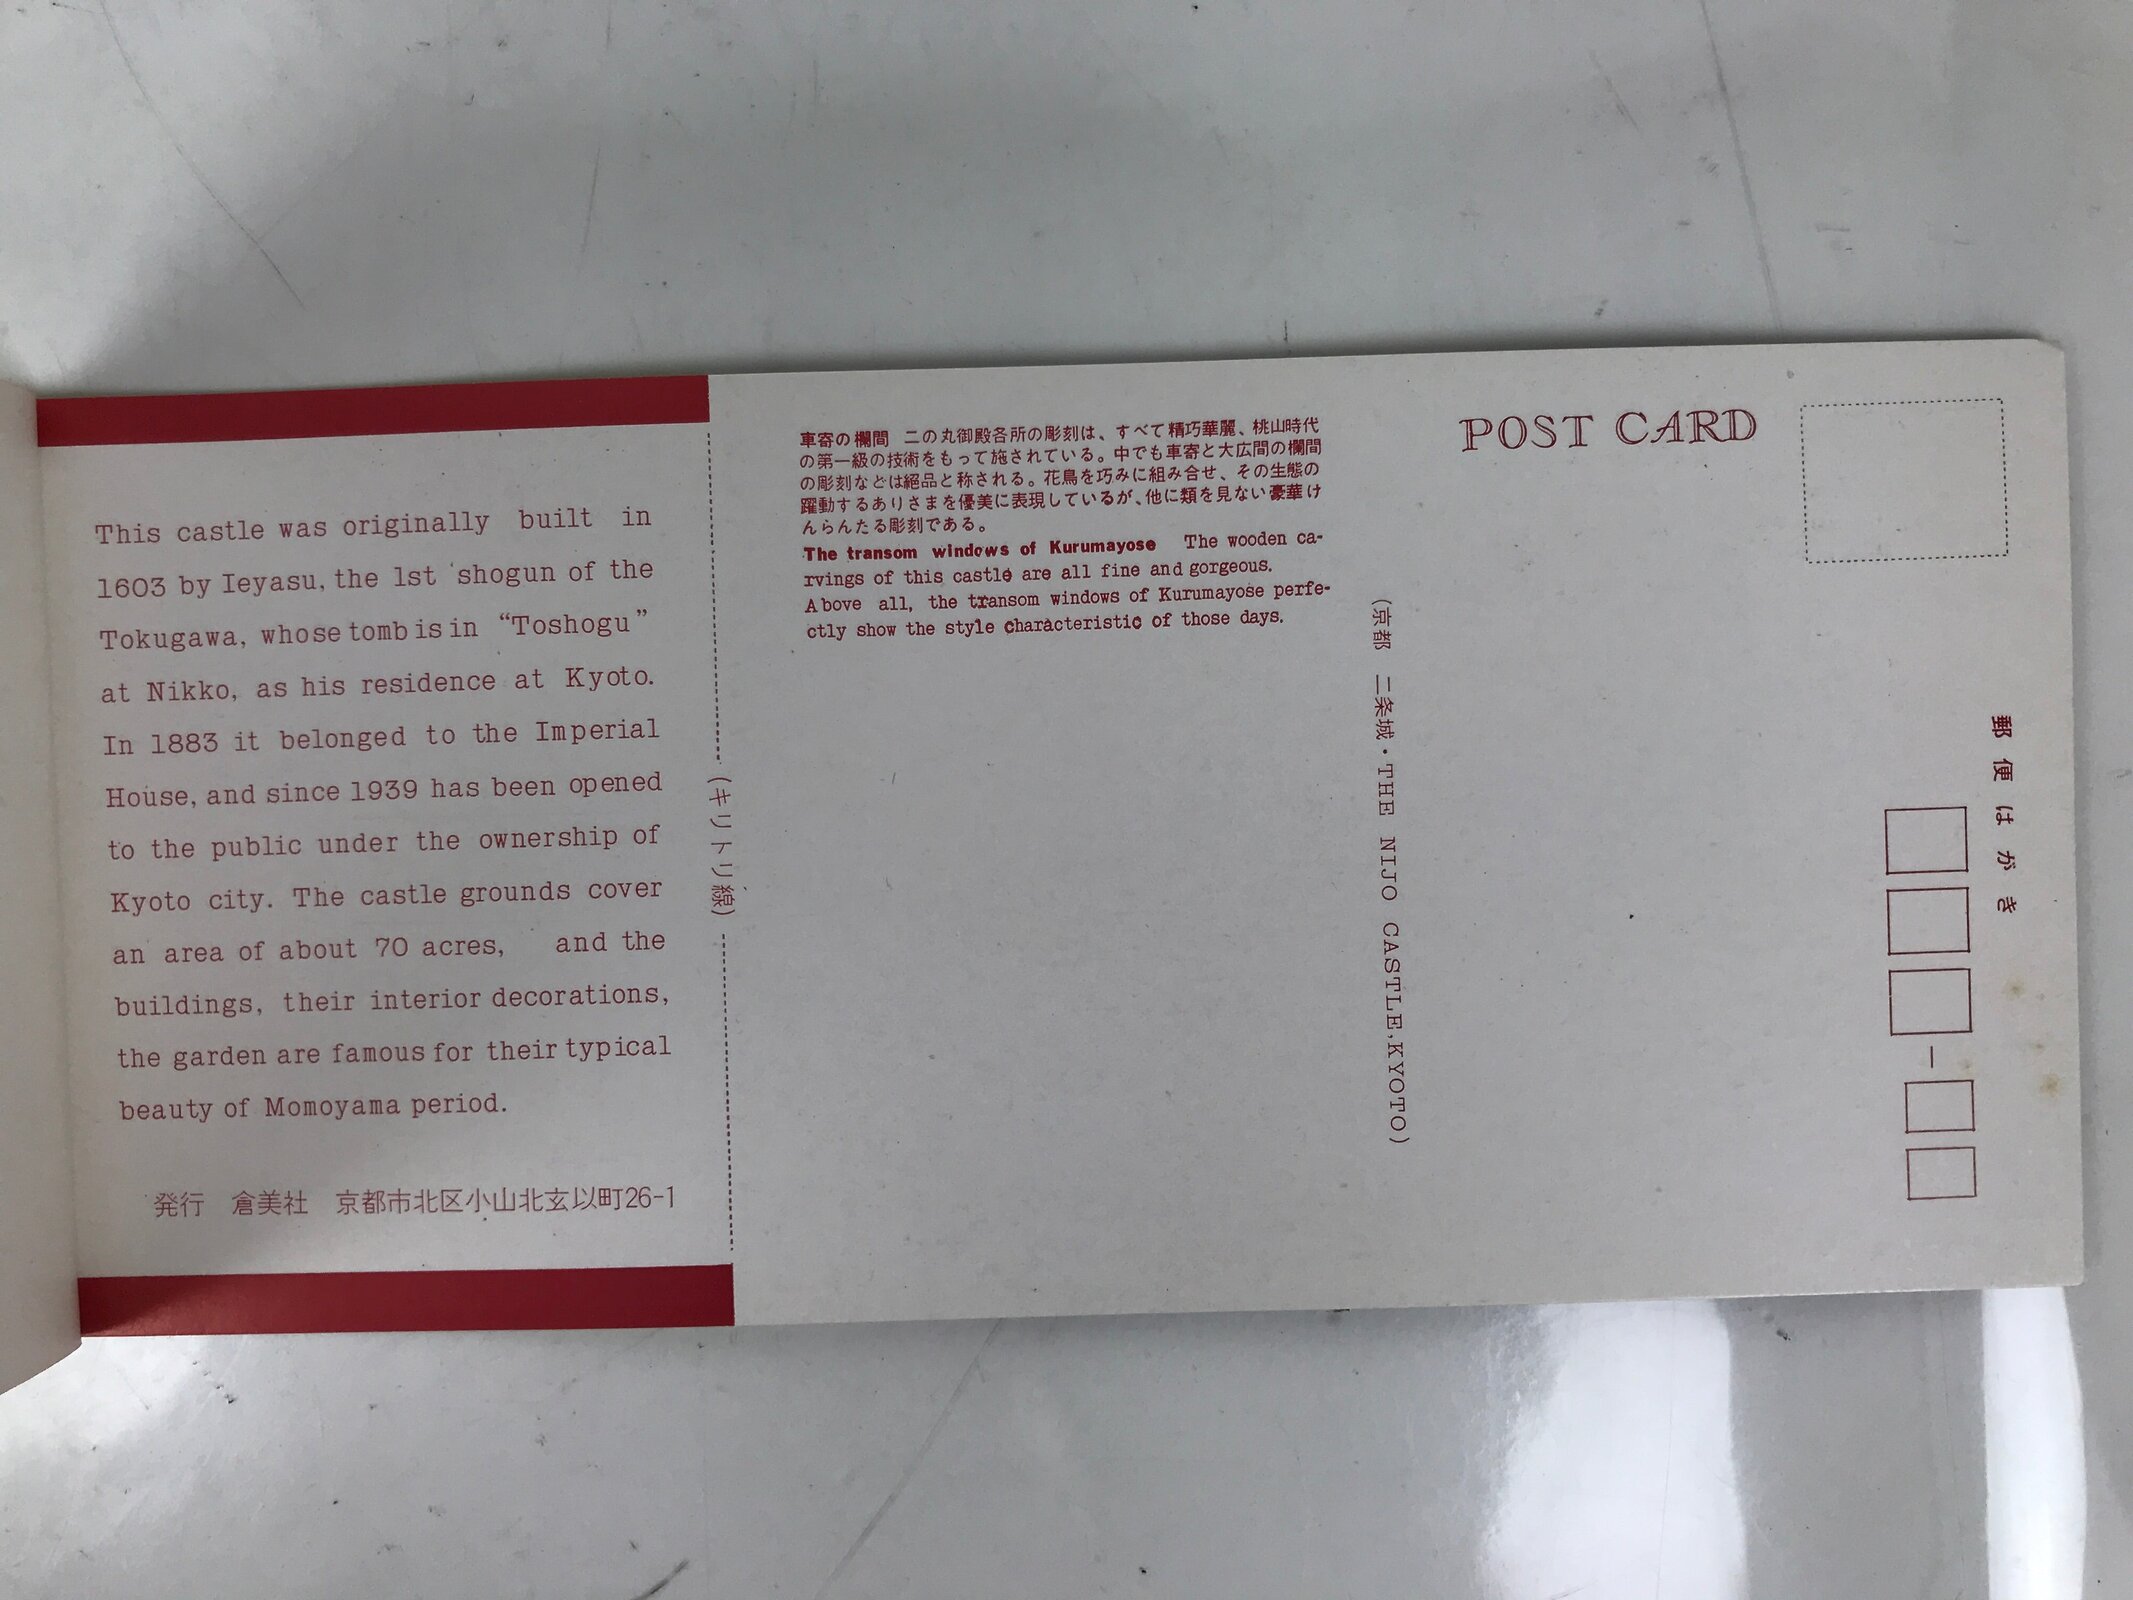 This castle was originally built in
1603 by Ieyasu, the 1st shogun of the
Tokugawa, whose tomb is in “Toshogu”
at Nikko, as his residence at Kyoto.
In 1883 it belonged to the Imperial
House, and since 1939 has been opened
to the public under the ownership of
Kyoto city. The castle grounds cover
an area of about 70 acres, and the
buildings, their interior decorations,
the garden are famous for their typical
beauty of Momoyama period.
発行 倉美社 京都市北区小山北玄以町26-1
(キリトリ線)
車寄の欄間 二の丸御殿各所の彫刻は、すべて精巧華麗、桃山時代
の第一級の技術をもって施されている。中でも車寄と大広間の欄間
の彫刻などは絕品と称される。花鳥を巧みに組み合せ、その生態の
躍動するありさまを優美に表現しているが、他に類を見ない豪華け
んらんたる彫刻である。
The transom windows of Kurumayose The wooden ca-
rvings of this castle are all fine and gorgeous.
Above all, the transom windows of Kurumayose perfe-
ctly show the style characteristic of those days.
(京都 二条城・THE NIJO CASTLE,KYOTO)
POST CARD
郵便はがき